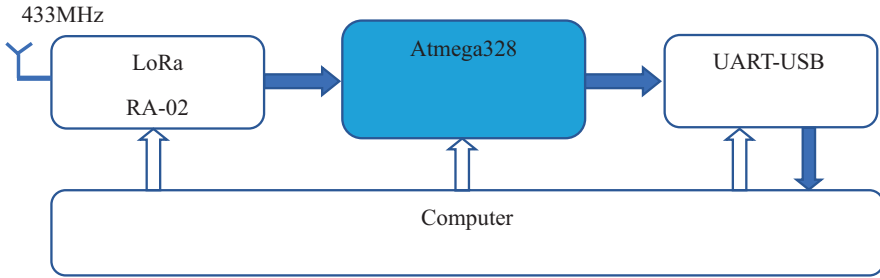 433MHz
LoRa
RA-02
Atmega328
UART-USB
Computer